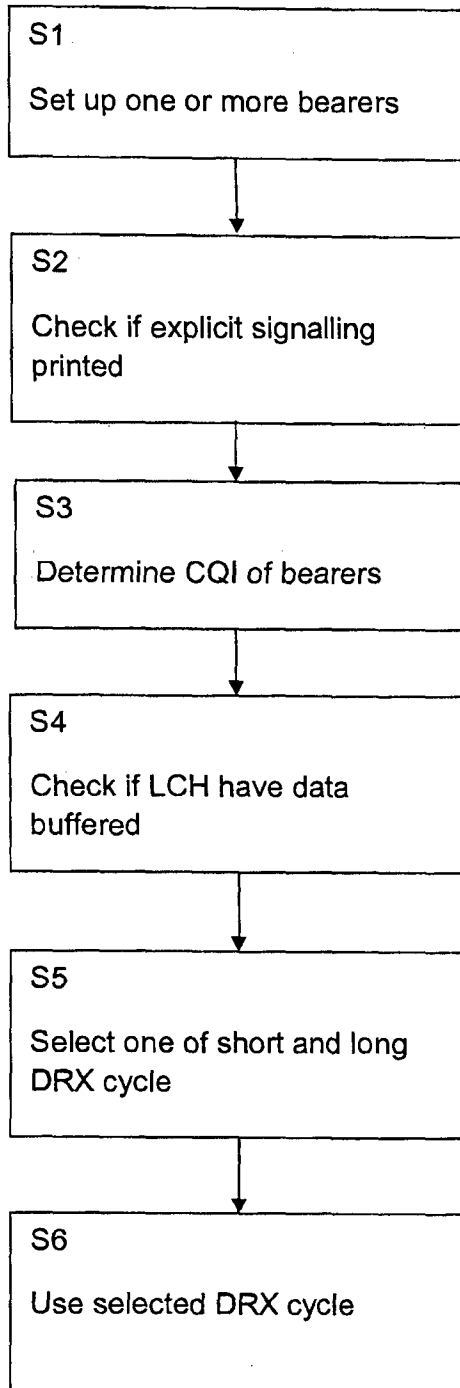 S1
Set up one or more bearers
S2
Check if explicit signalling
printed
S3
Determine CQI of bearers
S4
Check if LCH have data
buffered
S5
Select one of short and long
DRX cycle
S6
Use selected DRX cycle